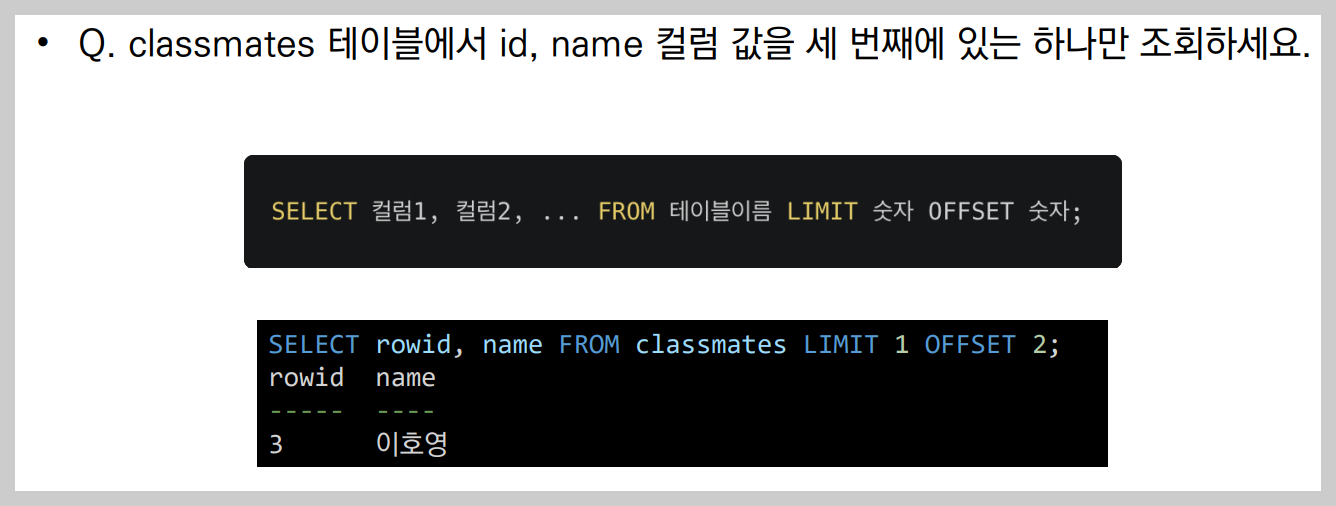 • Q. classmates 테이블에서 id, name 컬럼 값을 세 번째에 있는 하나만 조회하세요.
SELECT 컬럼1, 컬럼2, ... FROM 테이블이름 LIMIT 숫자 OFFSET 숫자;
SELECT rowid, name FROM classmates LIMIT 1 OFFSET 2;
rowid  name
-----  ----
3      이호영